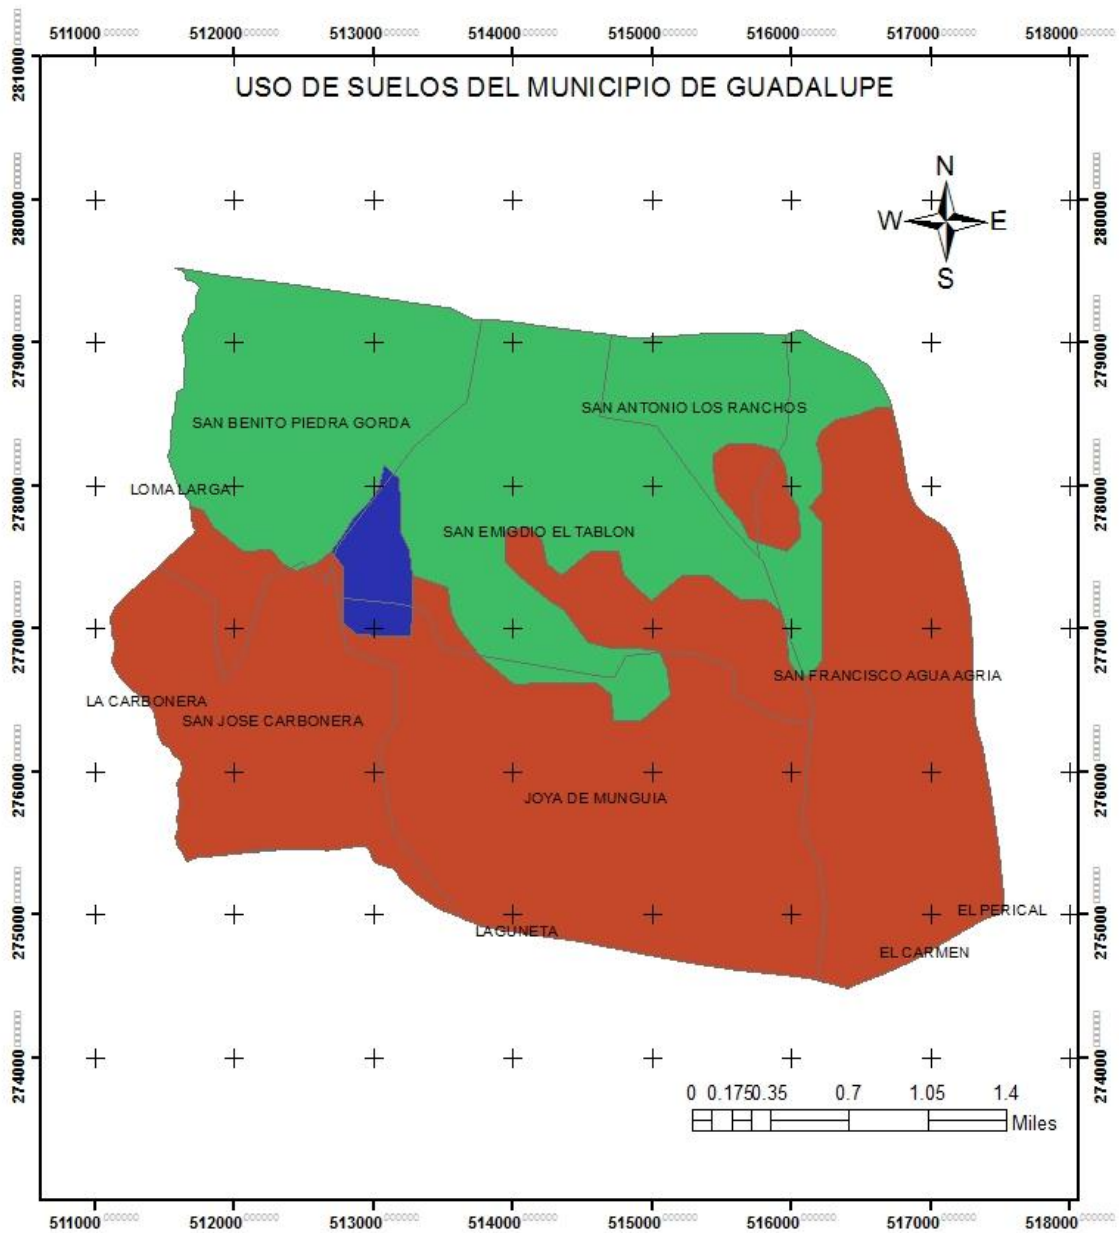 511000 512000 513000 514000 515000 516000 517000 518000
281000 281000
USO DE SUELOS DEL MUNICIPIO DE GUADALUPE
N
280000 W E 280000
S
279000 279000
SAN ANTONIO LOS RANCHOS
SAN BENITO PIEDRA GORDA
278000 LOMA LARGA 278000
SAN EMIGDIO EL TABLON
277000 277000
SAN FRANCISCO AGUA AGRIA
LA CARBONERA
SAN JOSE CARBONERA
276000 276000
JOYA DE MUNGUIA
275000 EL PERICAL 275000
LAGUNETA
EL CARMEN
274000 274000
0 0.175 0.35 0.7 1.05 1.4
Miles
511000 512000 513000 514000 515000 516000 517000 518000